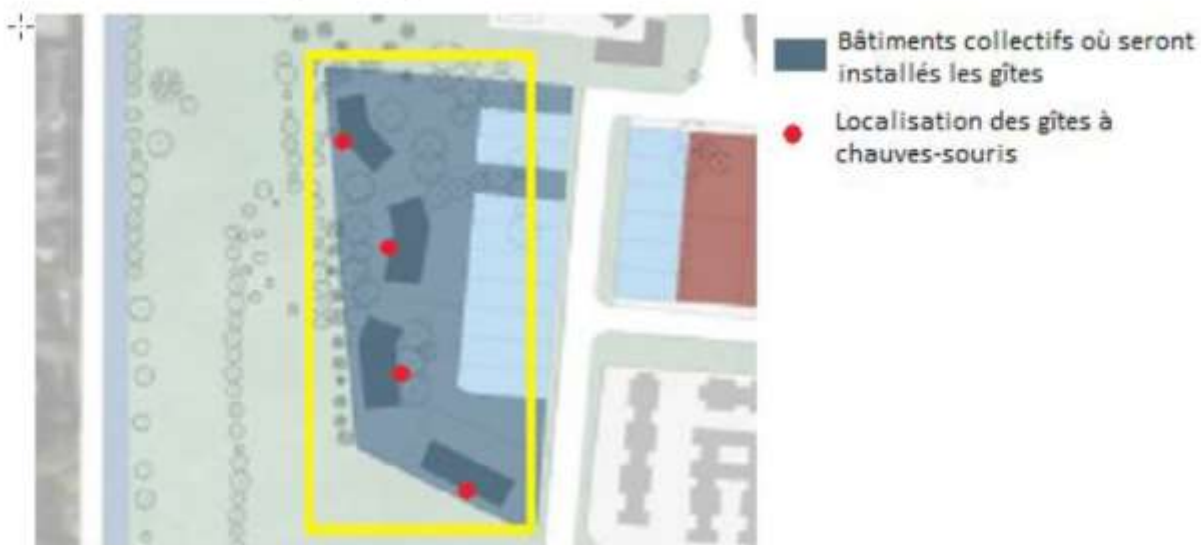 Bâtiments collectifs où seront
installés les gîtes
Localisation des gîtes à
chauves-souris